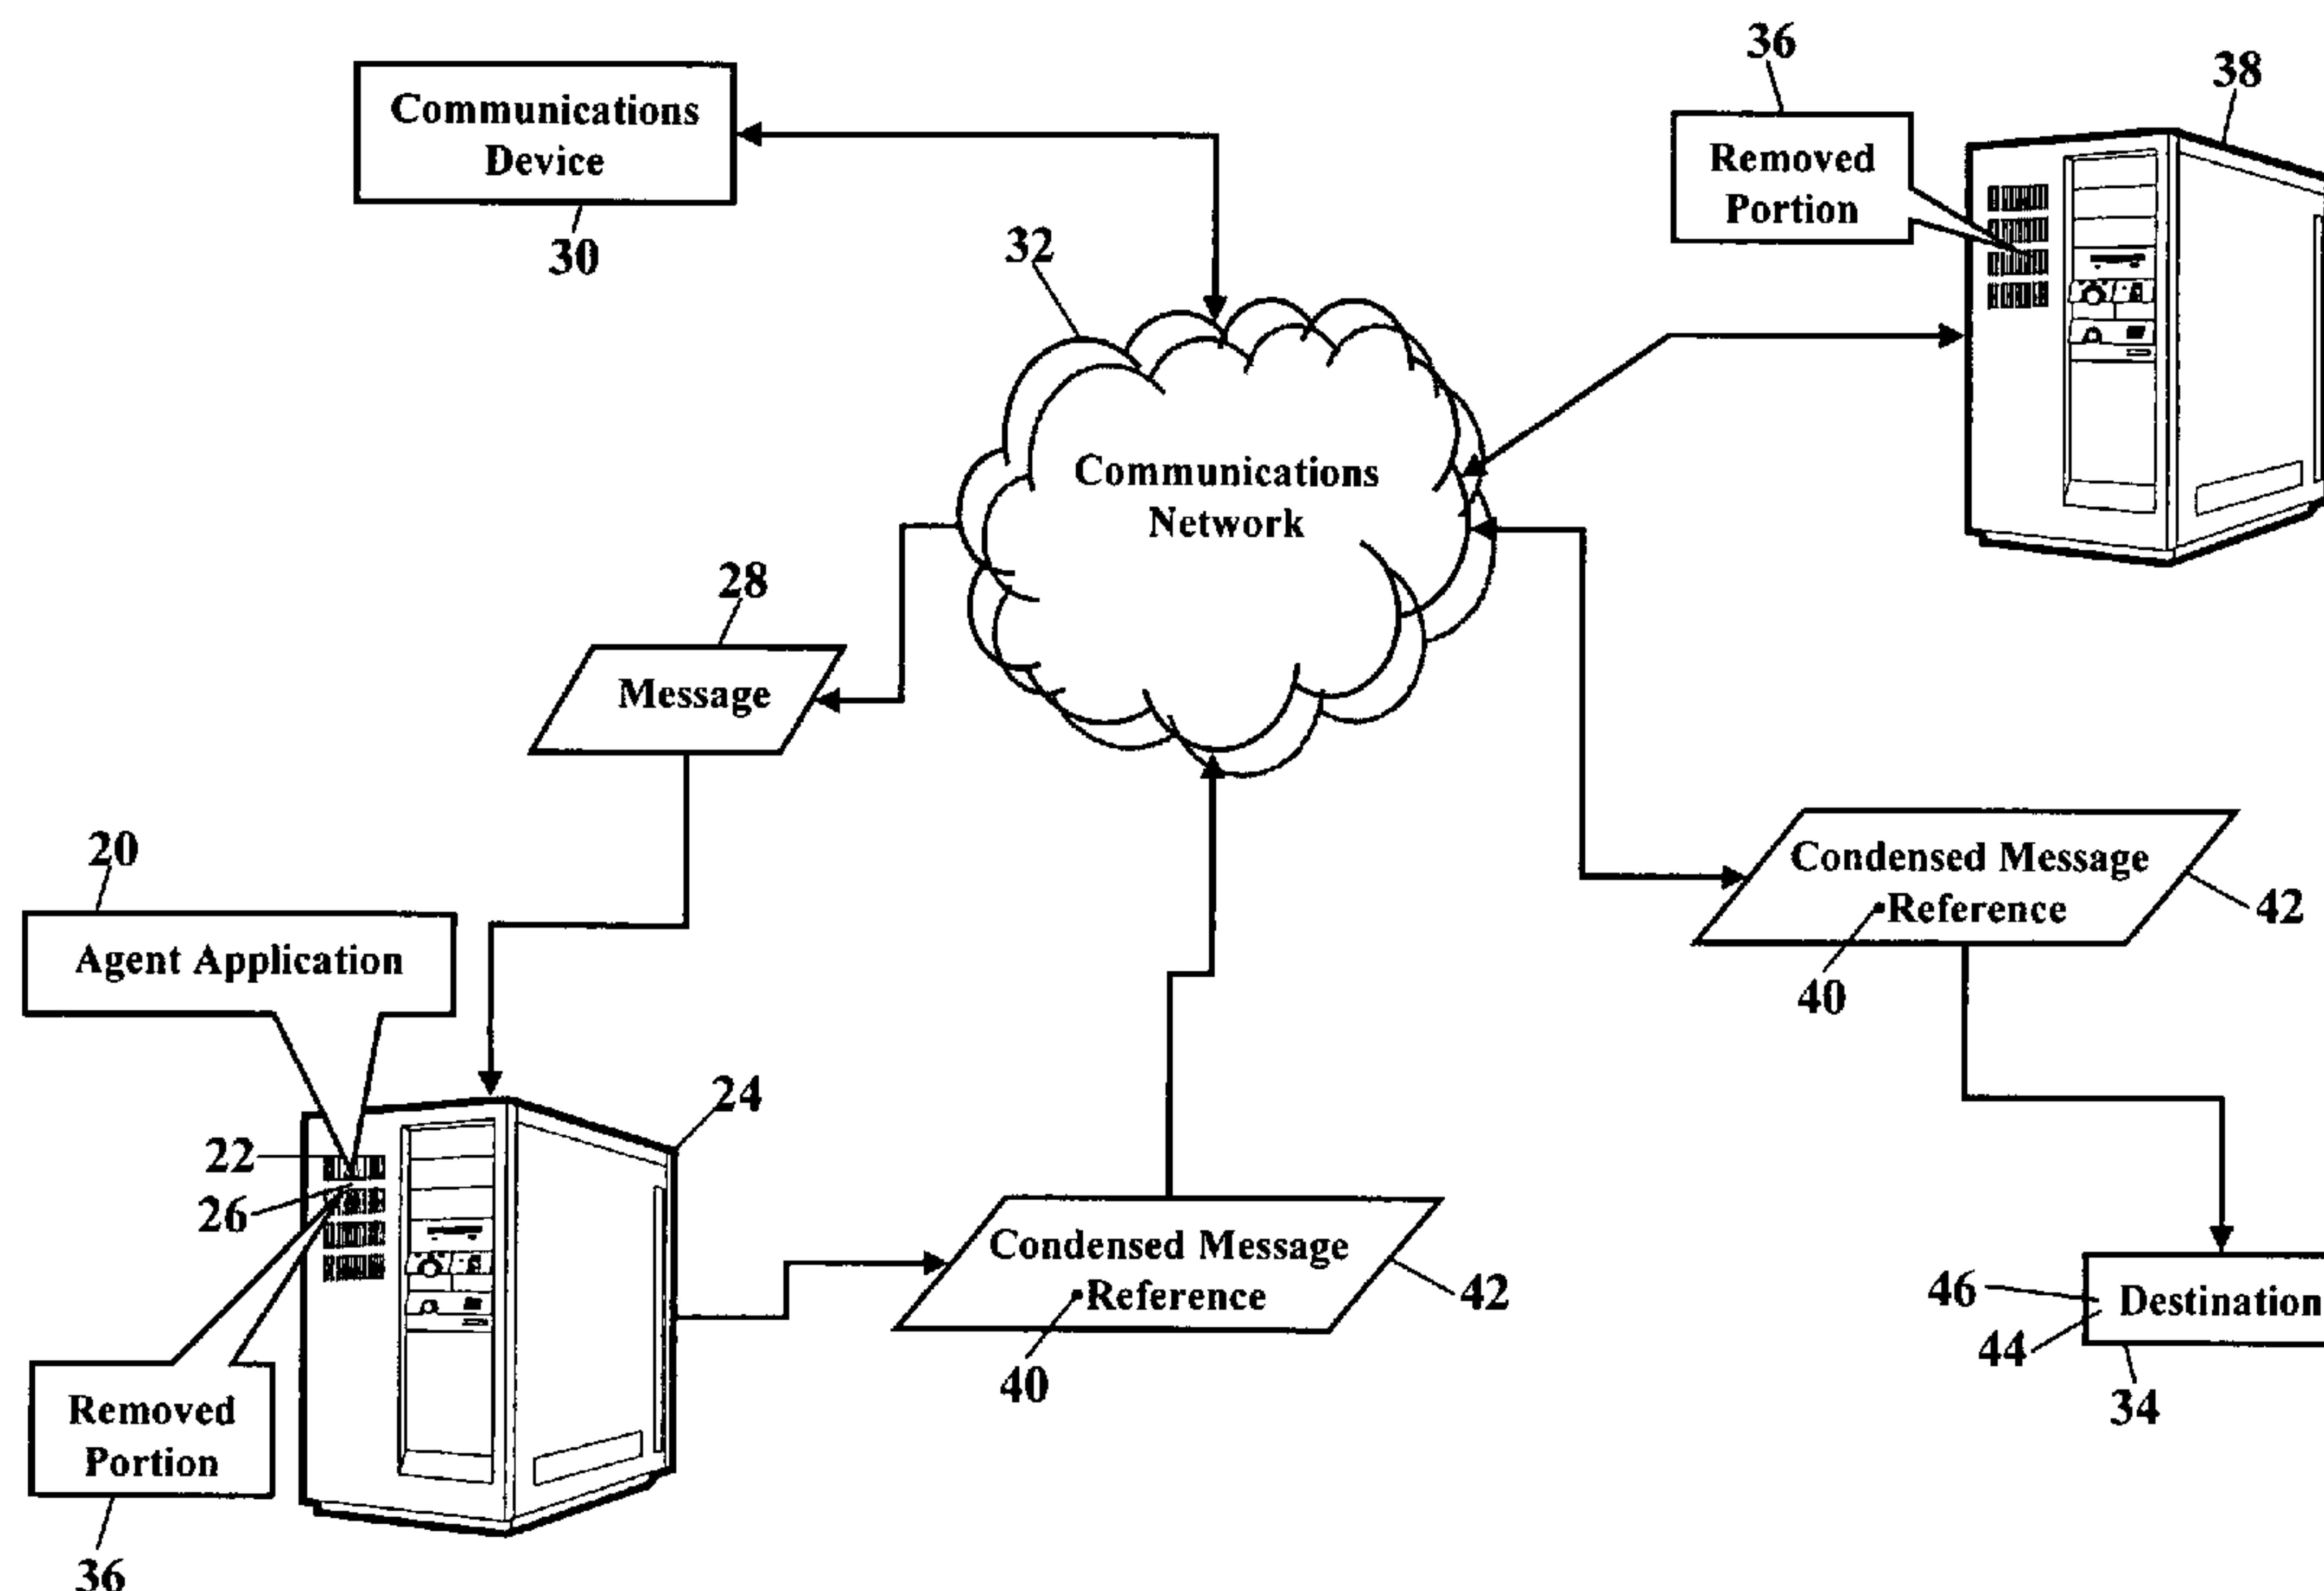 36
38
Communications
Device
Removed
Portion
30
32
Communications
Network
28
Message
20
Condensed Message
•Reference
42
Agent Application
40
24
22
26
Condensed Message
•Reference
42
46
Destination
44
40
34
Removed
Portion
36